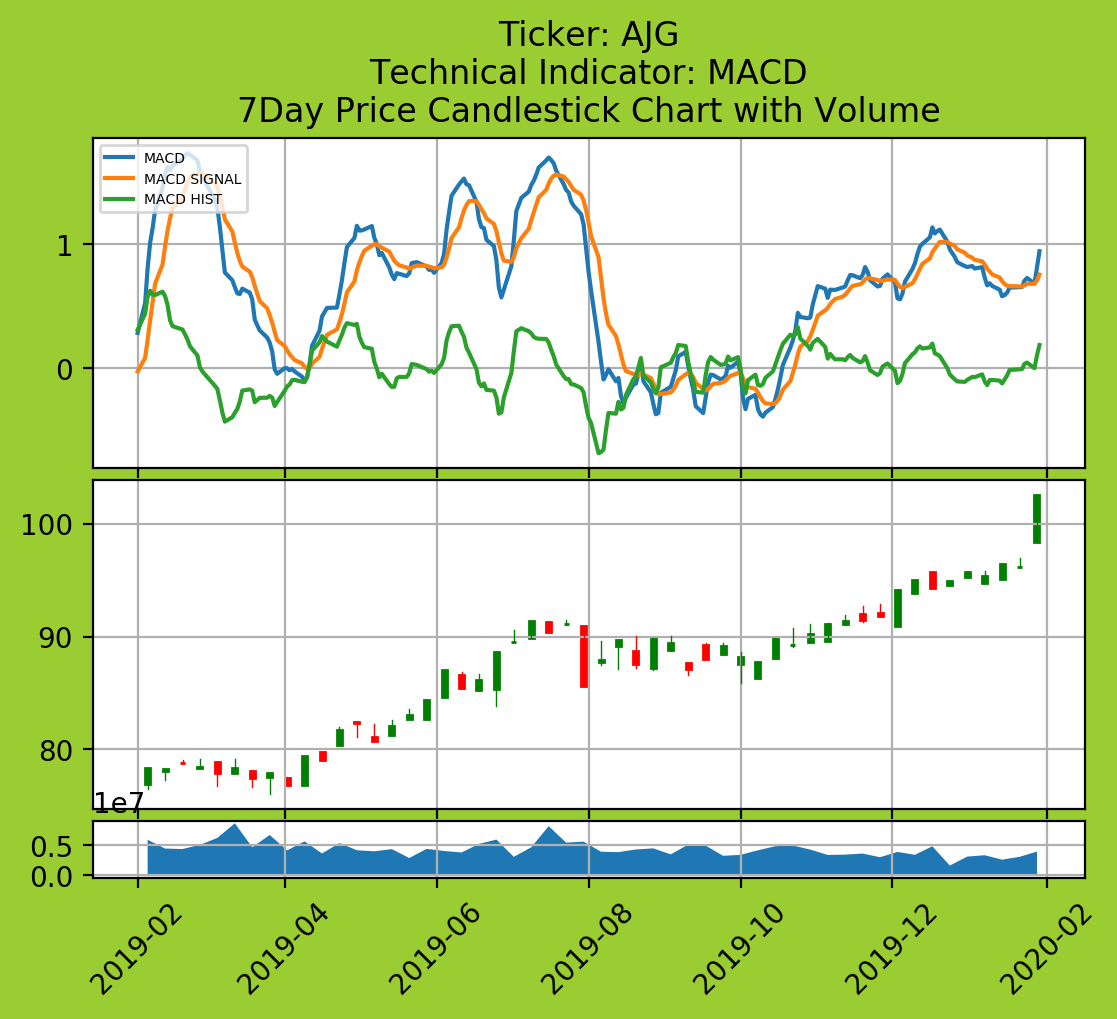 Ticker: AJG
Technical Indicator: MACD
7Day Price Candlestick Chart with Volume
MACD
MACD SIGNAL
MACD HIST
1
0
100
90
80
1e7
0.5
0.0
2019-02
2019-04
2019-06
2019-08
2019-10
2019-12
2020-02